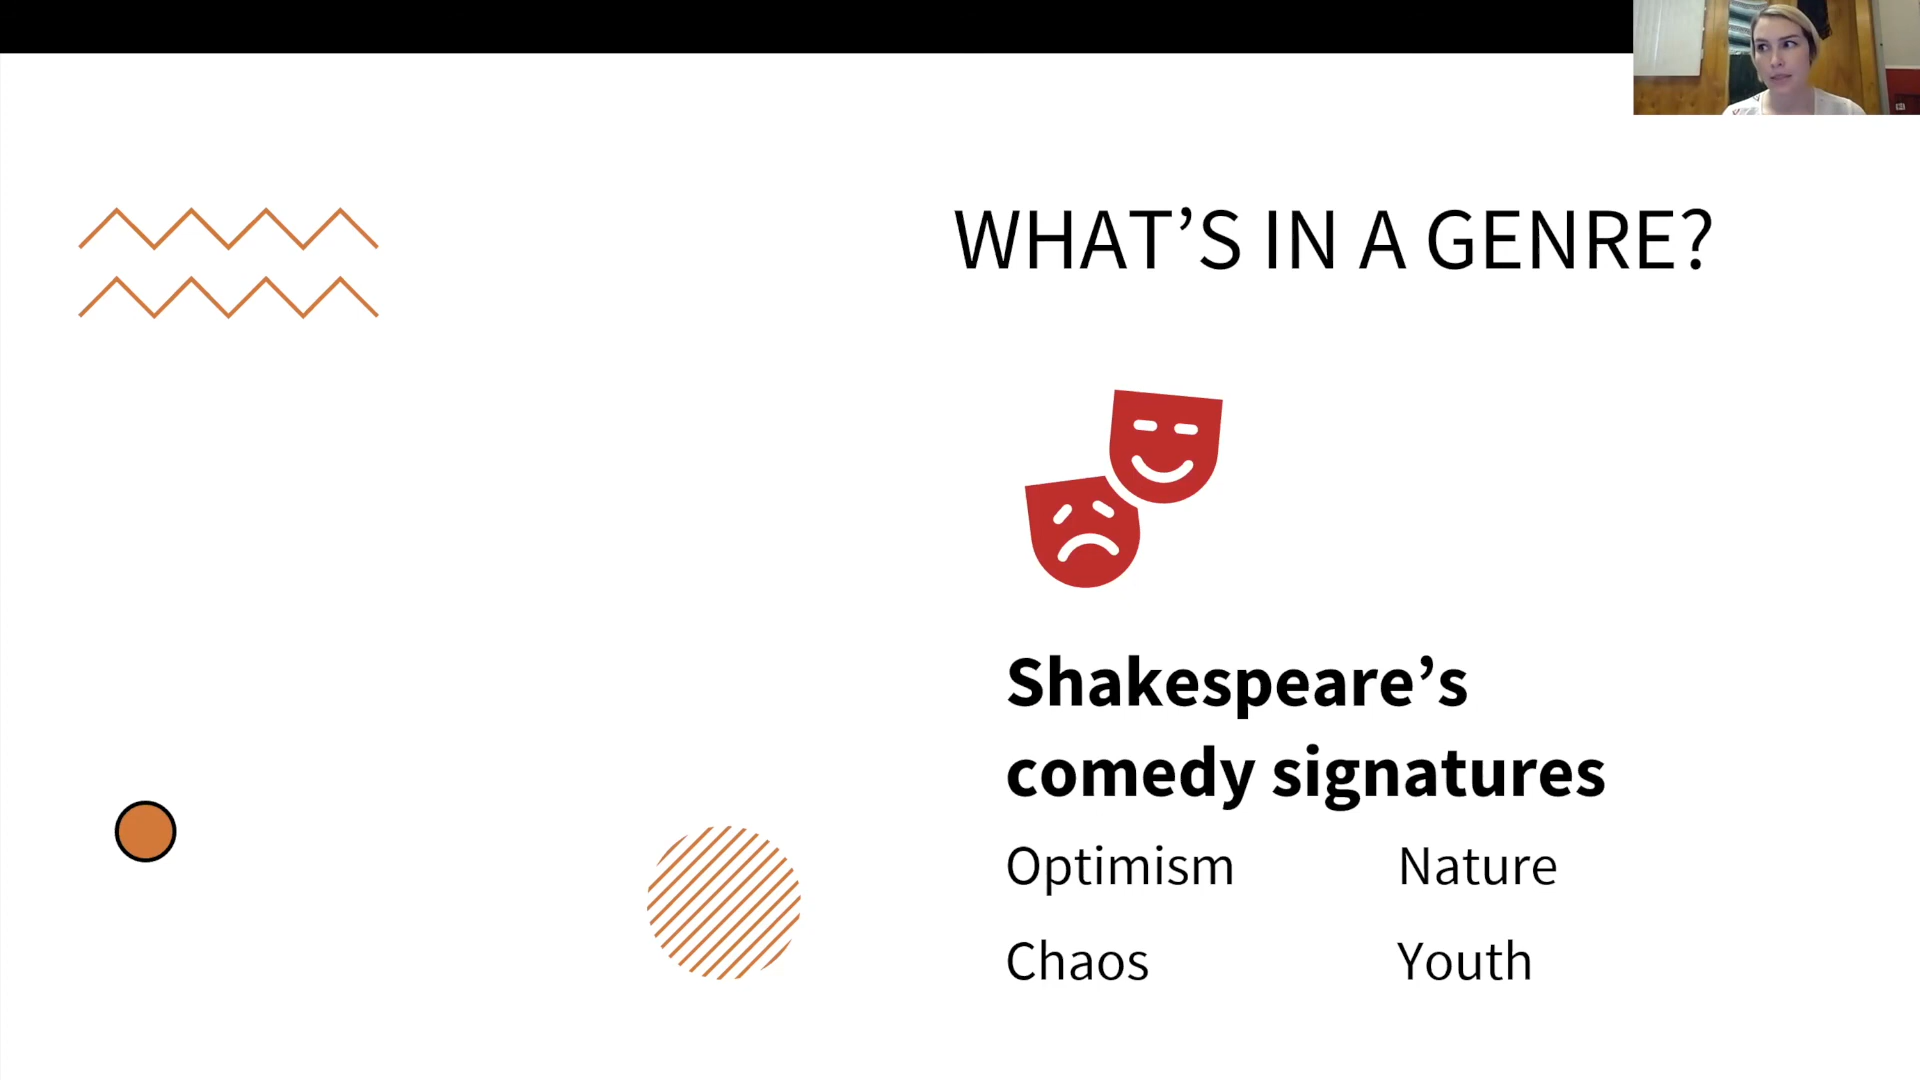 WHAT’S IN A GENRE?
Shakespeare’s
comedy signatures
Optimism
Nature
Chaos
Youth